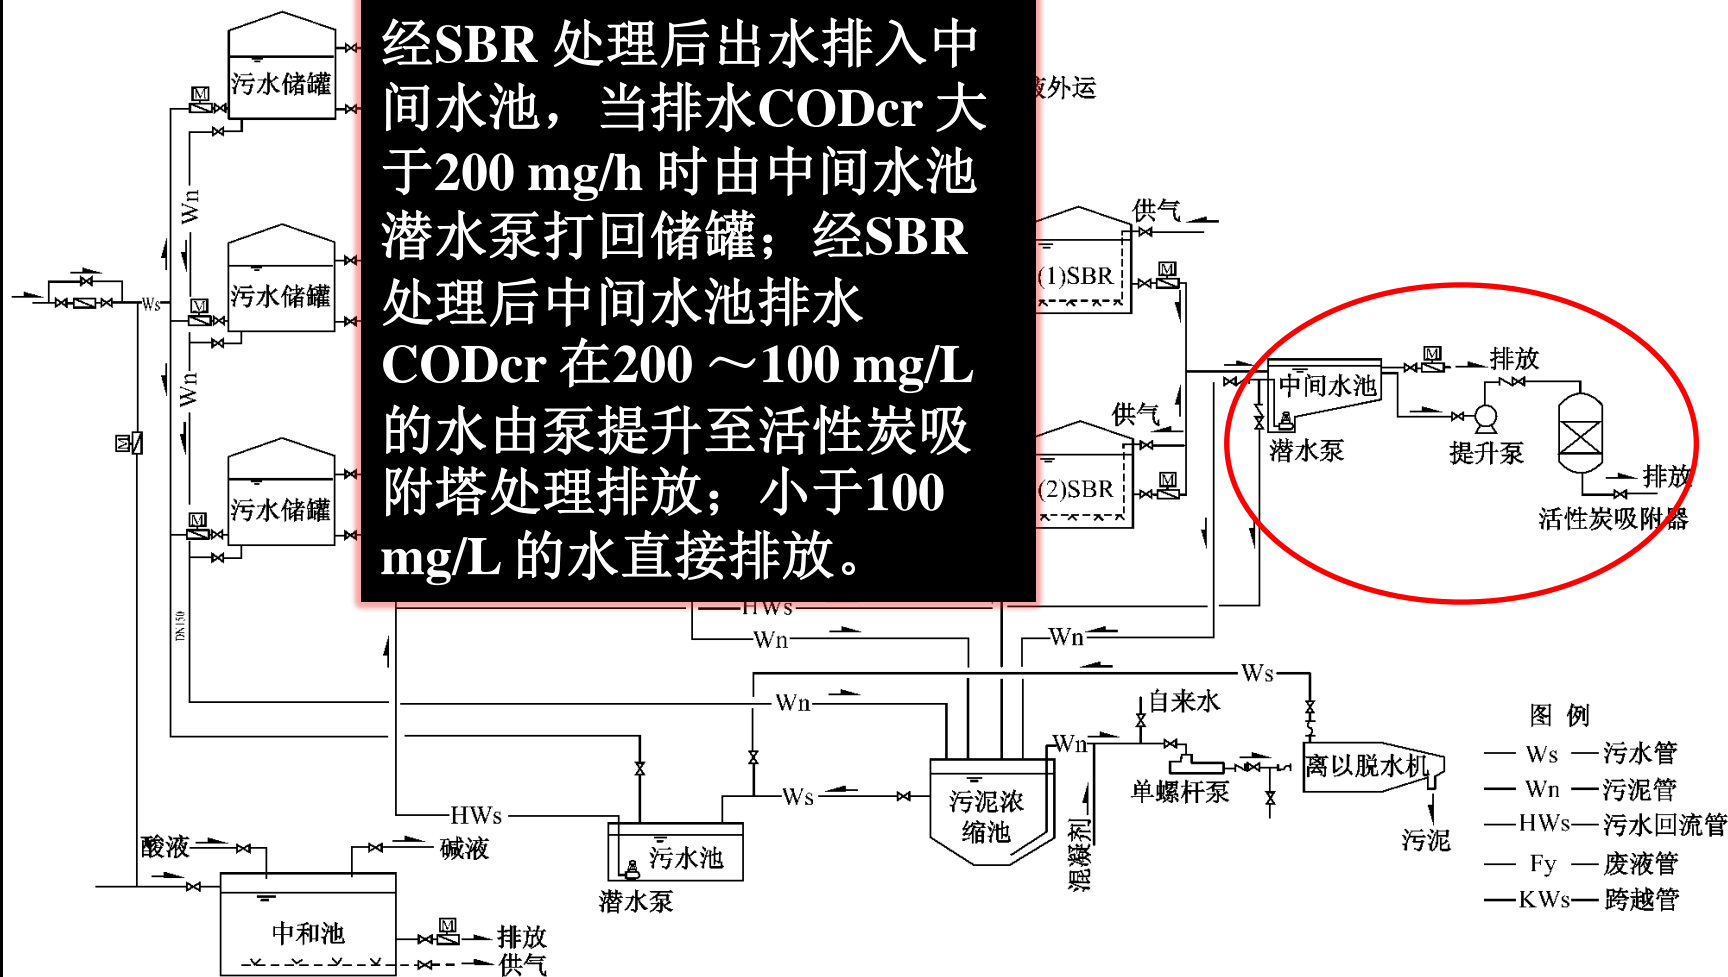 经SBR 处理后出水排入中
间水池，当排水CODcr 大
于200 mg/h 时由中间水池
潜水泵打回储罐；经SBR
处理后中间水池排水
CODcr 在200 ～100 mg/L
的水由泵提升至活性炭吸
附塔处理排放；小于100
mg/L 的水直接排放。
污水储罐
M
Wn
污水储罐
M
Ws
Wn
M
污水储罐
M
DN150
液外运
供气
(1)SBR
M
供气
(2)SBR
M
中间水池
潜水泵
M
排放
提升泵
排放
活性炭吸附器
HWs
Wn
Wn
Ws
Wn
自来水
Wn
单螺杆泵
离以脱水机
污泥
混凝剂
污泥浓
缩池
Ws
HWs
污水池
潜水泵
酸液
碱液
中和池
M
排放
供气
图 例
Ws 污水管
Wn 污泥管
HWs 污水回流管
Fy 废液管
KWs 跨越管